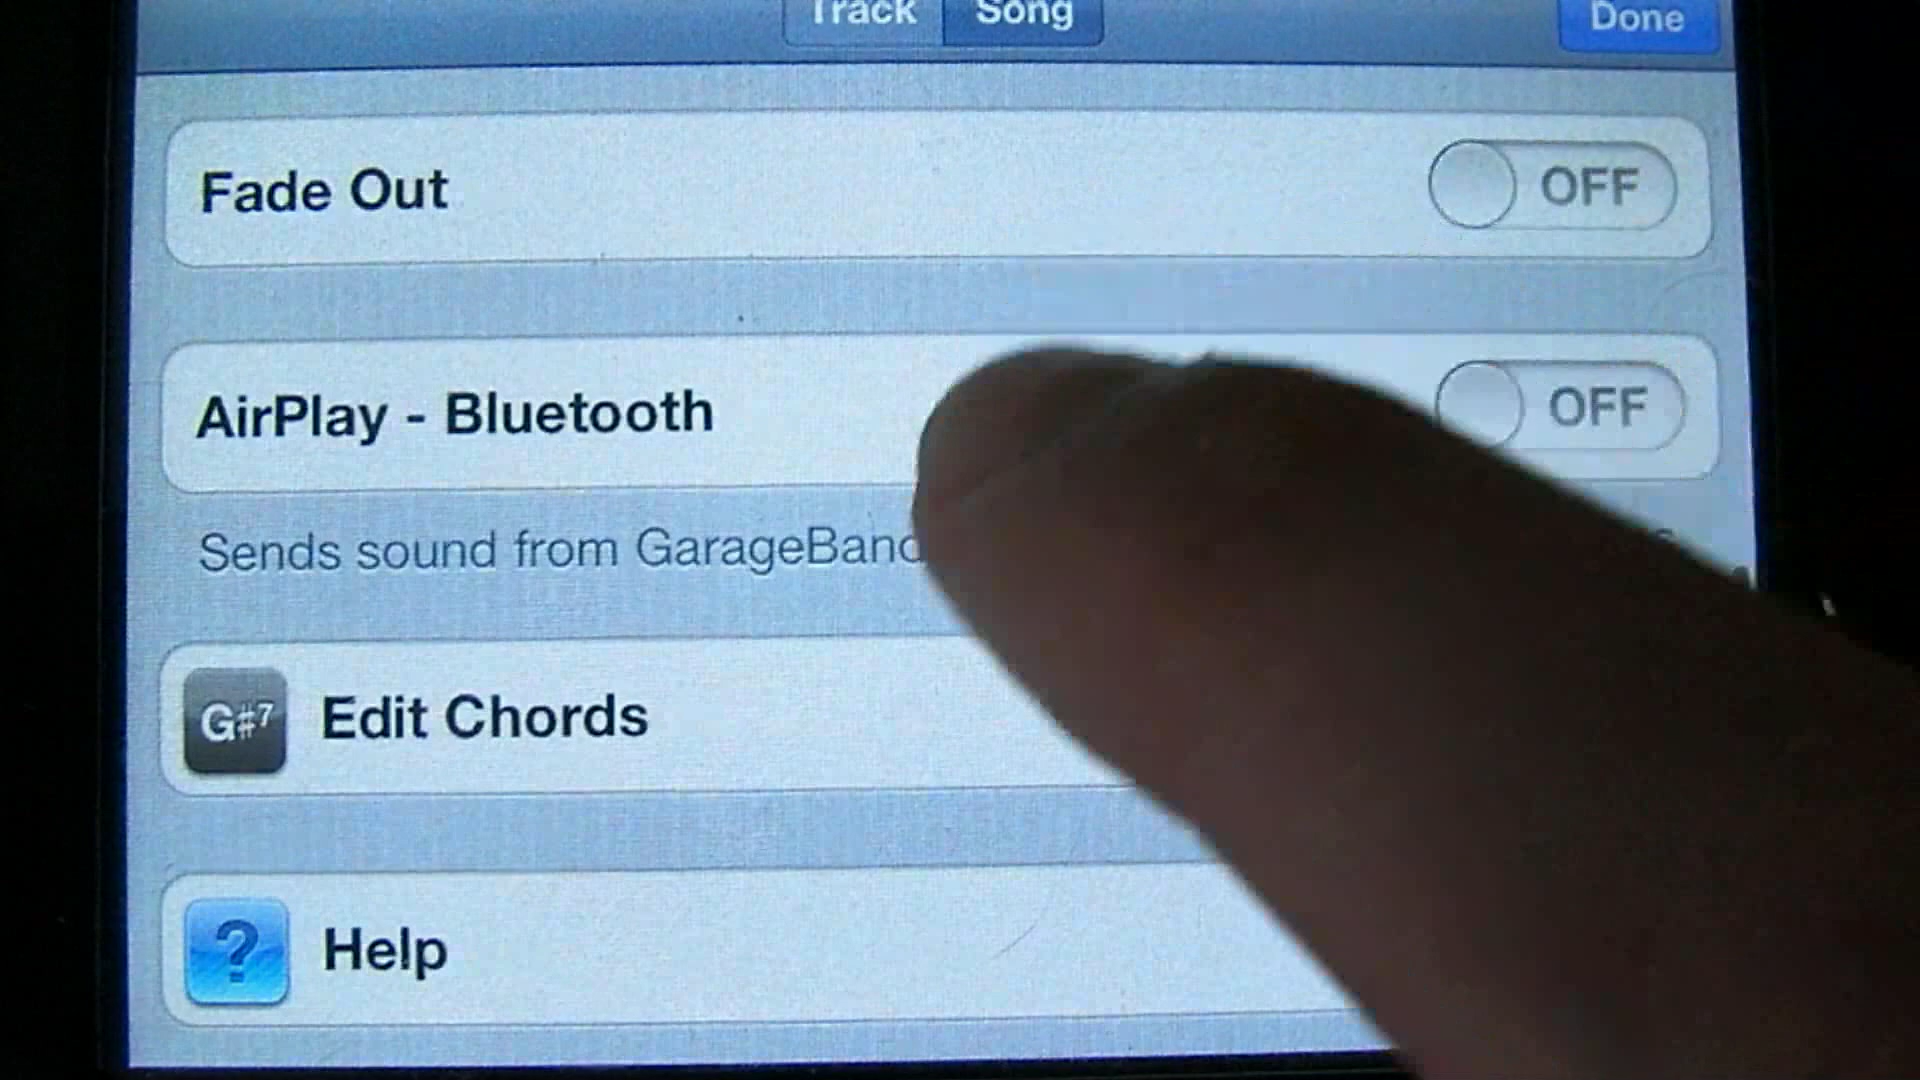 Track Song Done
Fade Out OFF
AirPlay - Bluetooth OFF
Sends sound from GarageBand
G#7 Edit Chords
? Help